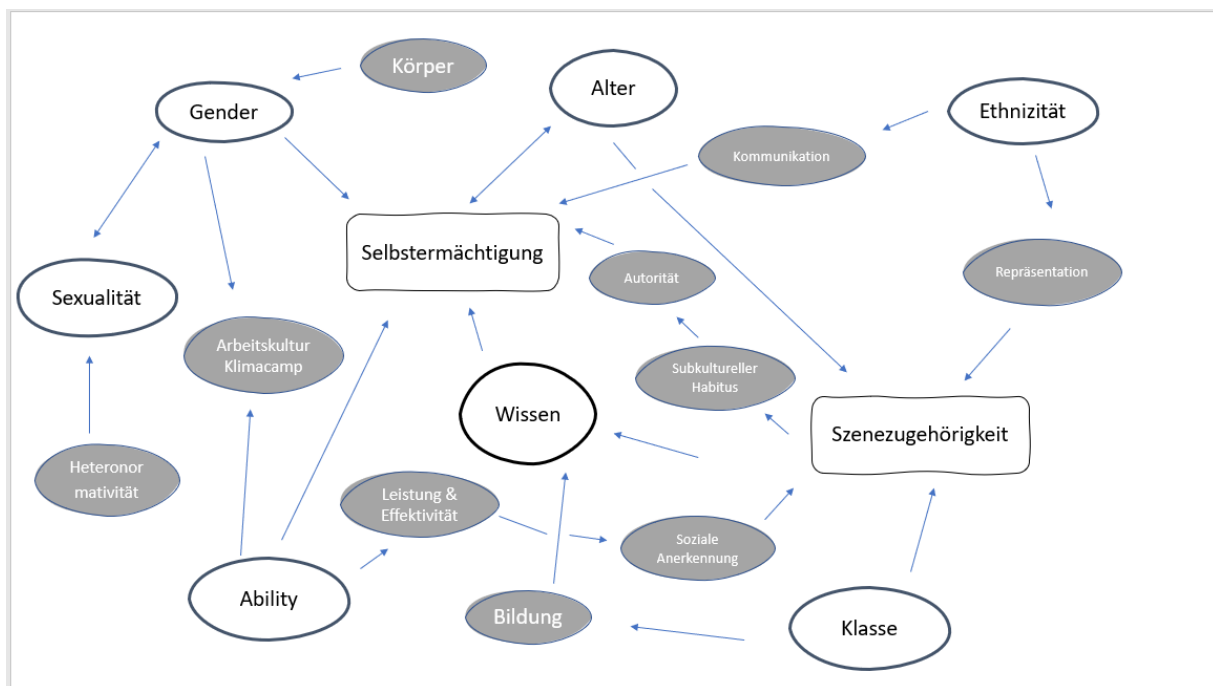 Körper
Alter
Gender
Ethnizität
Kommunikation
Selbstermächtigung
Autorität
Repräsentation
Sexualität
Arbeitskultur
Klimacamp
Subkultureller
Habitus
Wissen
Szenezugehörigkeit
Heteronor
mativität
Leistung &
Effektivität
Soziale
Anerkennung
Ability
Bildung
Klasse